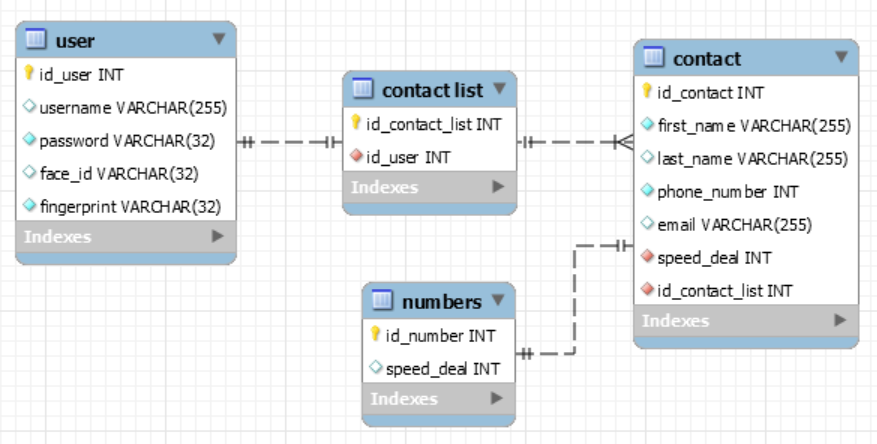 user
id_user INT
username VARCHAR(255)
password VARCHAR(32)
face_id VARCHAR(32)
fingerprint VARCHAR(32)
Indexes
contact list
id_contact_list INT
id_user INT
Indexes
numbers
id_number INT
speed_deal INT
Indexes
contact
id_contact INT
first_name VARCHAR(255)
last_name VARCHAR(255)
phone_number INT
email VARCHAR(255)
speed_deal INT
id_contact_list INT
Indexes